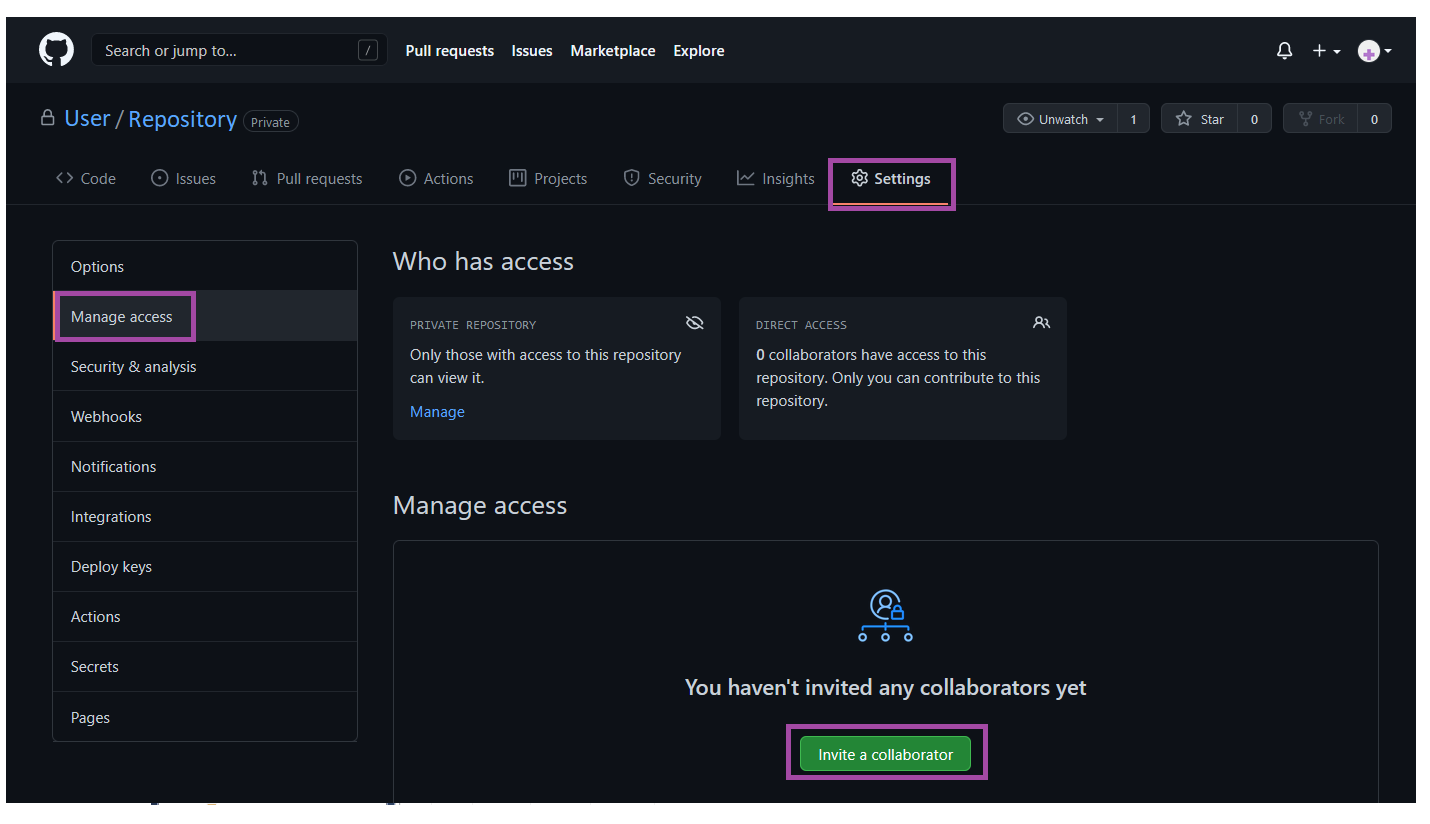 Search or jump to... /
Pull requests Issues Marketplace Explore
User / Repository Private
Unwatch 1 Star 0 Fork 0
Code Issues Pull requests Actions Projects Security Insights Settings
Options
Manage access
Security & analysis
Webhooks
Notifications
Integrations
Deploy keys
Actions
Secrets
Pages
Who has access
PRIVATE REPOSITORY
Only those with access to this repository
can view it.
Manage
DIRECT ACCESS
0 collaborators have access to this
repository. Only you can contribute to this
repository.
Manage access
You haven't invited any collaborators yet
Invite a collaborator